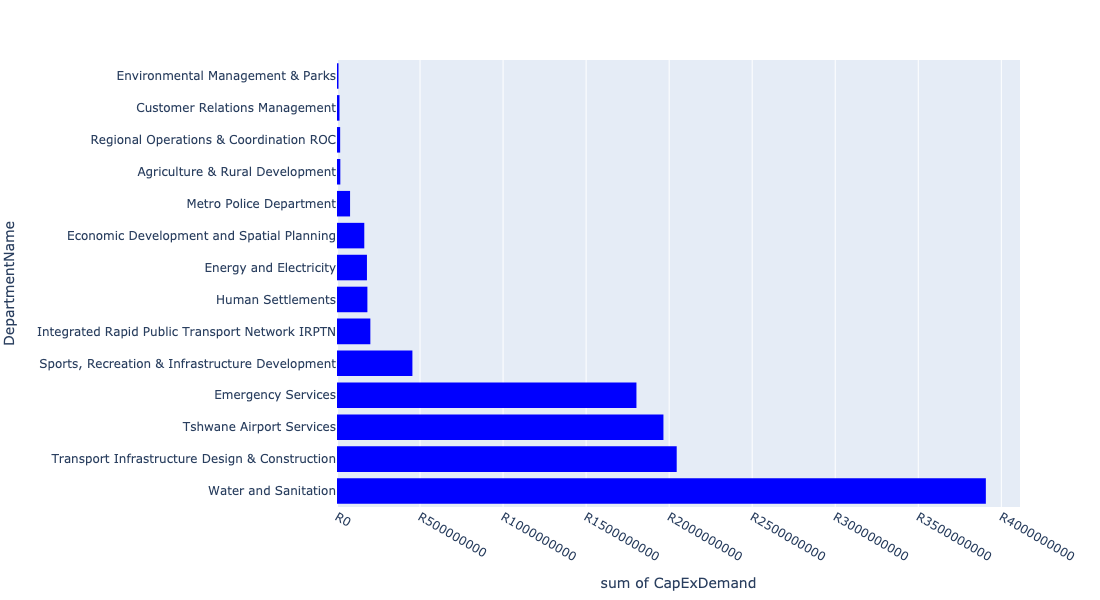 Environmental Management & Parks
Customer Relations Management
Regional Operations & Coordination ROC
Agriculture & Rural Development
Metro Police Department
Economic Development and Spatial Planning
Energy and Electricity
Human Settlements
Integrated Rapid Public Transport Network IRPTN
Sports, Recreation & Infrastructure Development
Emergency Services
Tshwane Airport Services
Transport Infrastructure Design & Construction
Water and Sanitation
DepartmentName
R0
R500000000
R1000000000
R1500000000
R2000000000
R2500000000
R3000000000
R3500000000
R4000000000
sum of CapExDemand